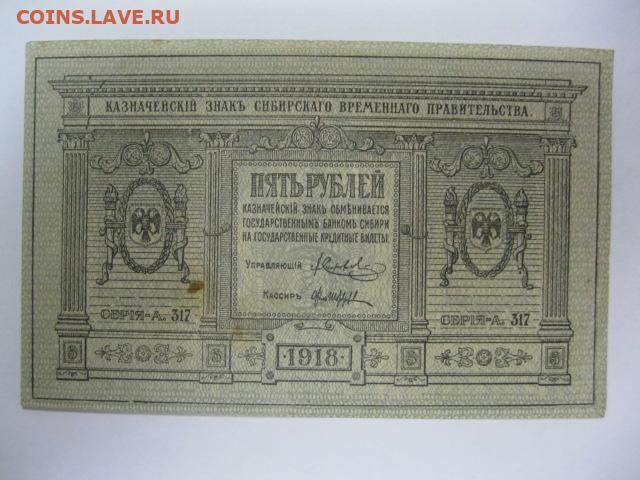 COINS.LAVE.RU
КАЗНАЧЕЙСКІЙ ЗНАКЪ СИБИРСКАГО ВРЕМЕННАГО ПРАВИТЕЛЬСТВА.
ПЯТЬ РУБЛЕЙ
КАЗНАЧЕЙСКІЙ ЗНАКЪ ОБМѢНИВАЕТСЯ
ГОСУДАРСТВЕННЫМЪ БАНКОМЪ СИБИРИ
НА ГОСУДАРСТВЕННЫЕ КРЕДИТНЫЕ БИЛЕТЫ.
УПРАВЛЯЮЩІЙ
КАССИРЪ
СЕРІЯ-А. 317
СЕРІЯ-А. 317
5 5 1918 5 5